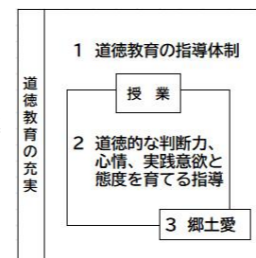 道徳教育の充実
1 道徳教育の指導体制
授 業
2 道徳的な判断力、
心情、実践意欲と
態度を育てる指導
3 郷土愛